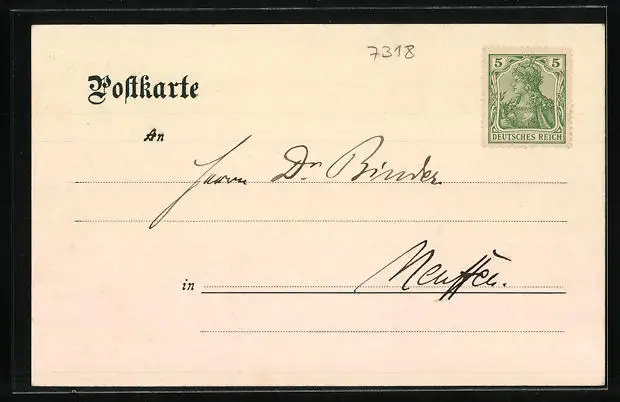 7318
5 5
DEUTSCHES REICH
Postkarte
An
Herrn Dr Binder
in Neuffen.